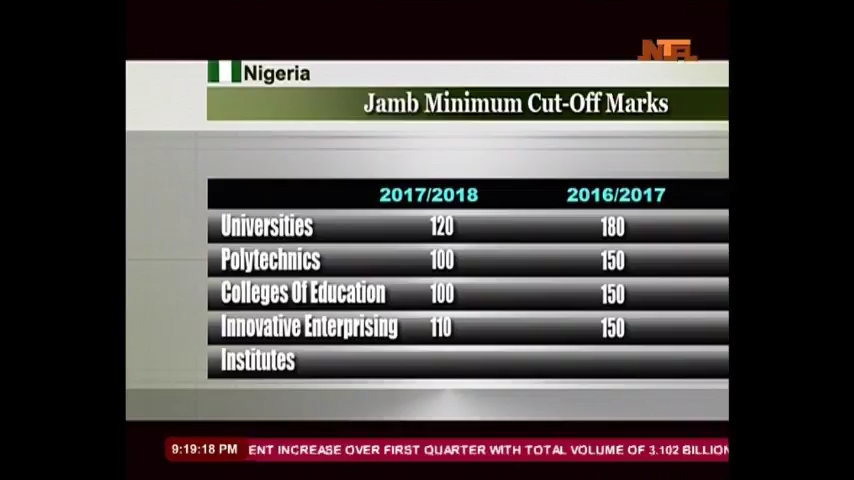 NTA
Nigeria
Jamb Minimum Cut-Off Marks
2017/2018 2016/2017
Universities 120 180
Polytechnics 100 150
Colleges Of Education 100 150
Innovative Enterprising 110 150
Institutes
9:19:18 PM ENT INCREASE OVER FIRST QUARTER WITH TOTAL VOLUME OF 3.102 BILLION